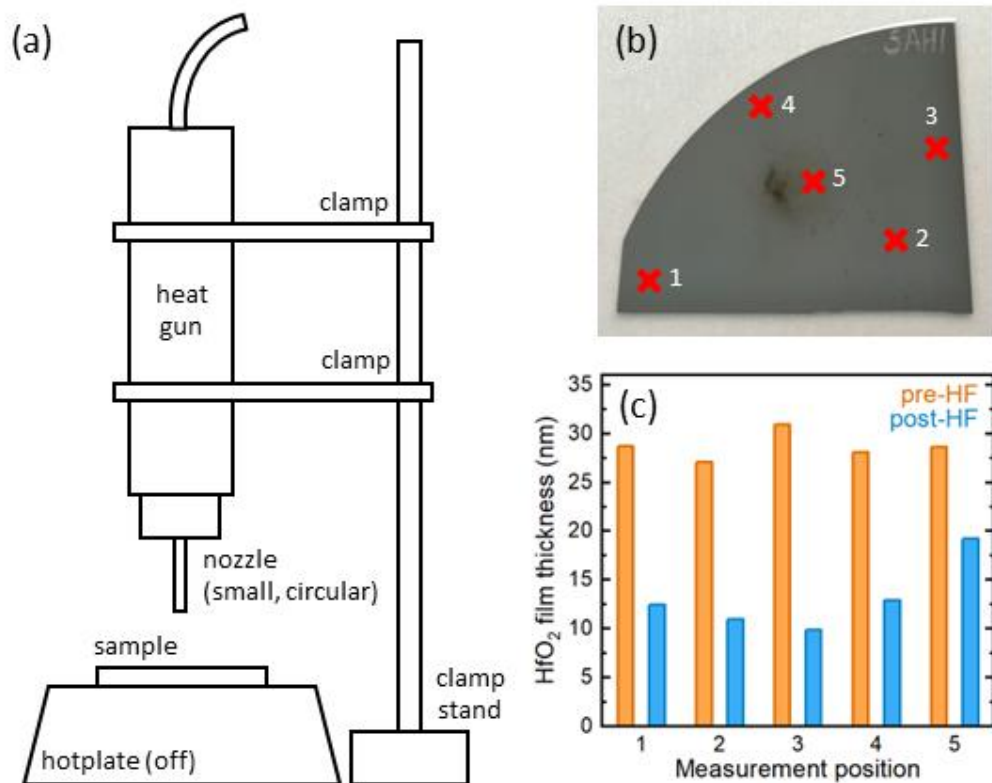 (a)
clamp
heat
gun
clamp
nozzle
(small, circular)
sample
clamp
stand
hotplate (off)
(b)
SAH1
4
3
5
2
1
(c)
pre-HF
post-HF
HfO₂ film thickness (nm)
35
30
25
20
15
10
5
0
1 2 3 4 5
Measurement position